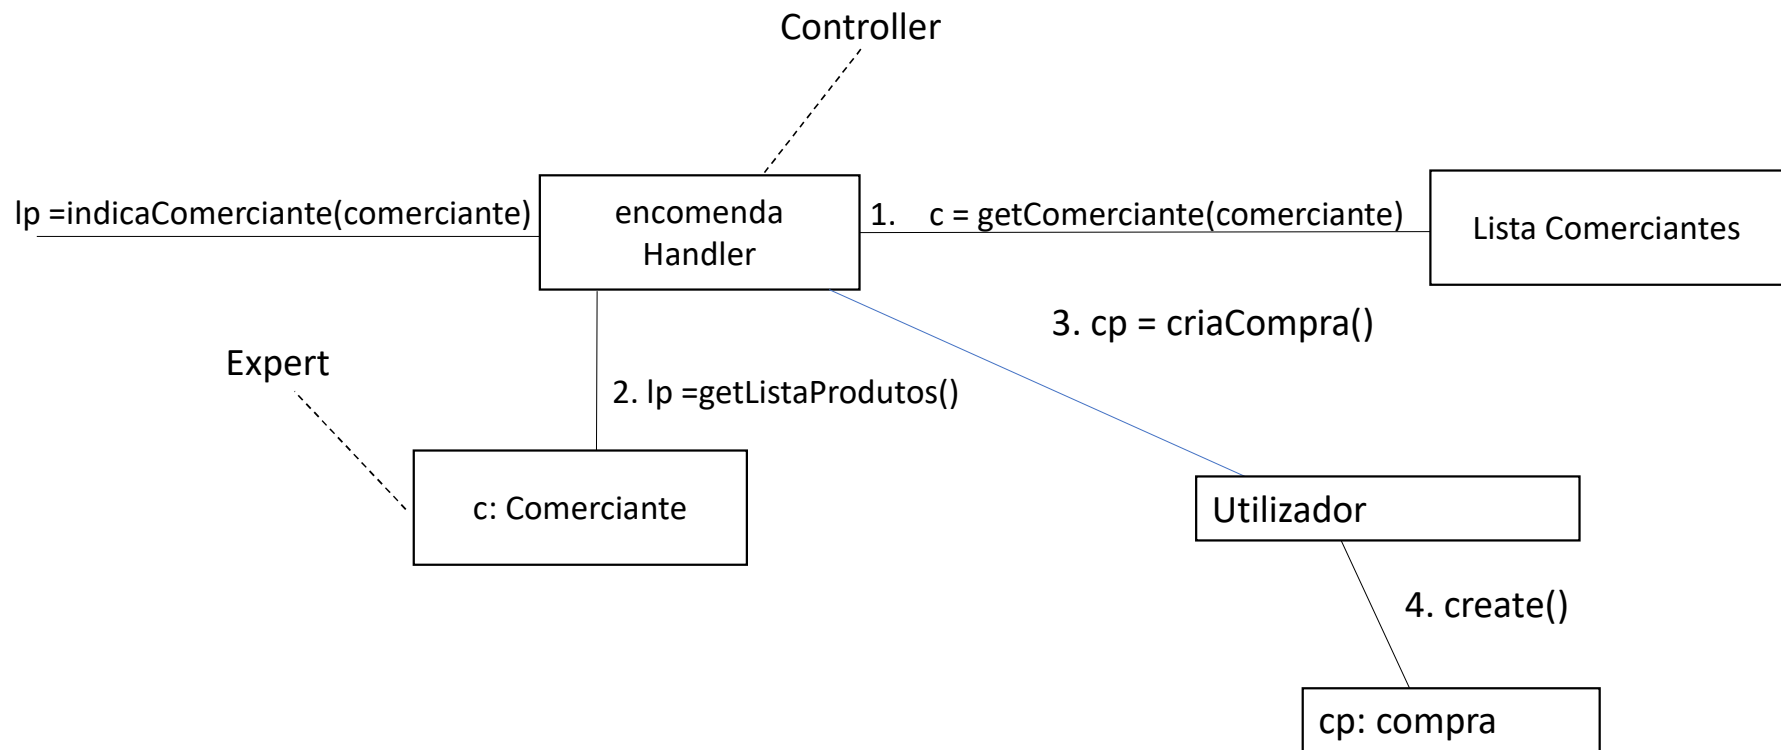 Controller
lp =indicaComerciante(comerciante)
encomenda
Handler
1. c = getComerciante(comerciante)
Lista Comerciantes
3. cp = criaCompra()
Expert
2. lp =getListaProdutos()
c: Comerciante
Utilizador
4. create()
cp: compra